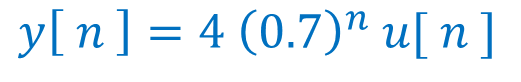 y[ n ] = 4 (0.7)ⁿ u[ n ]